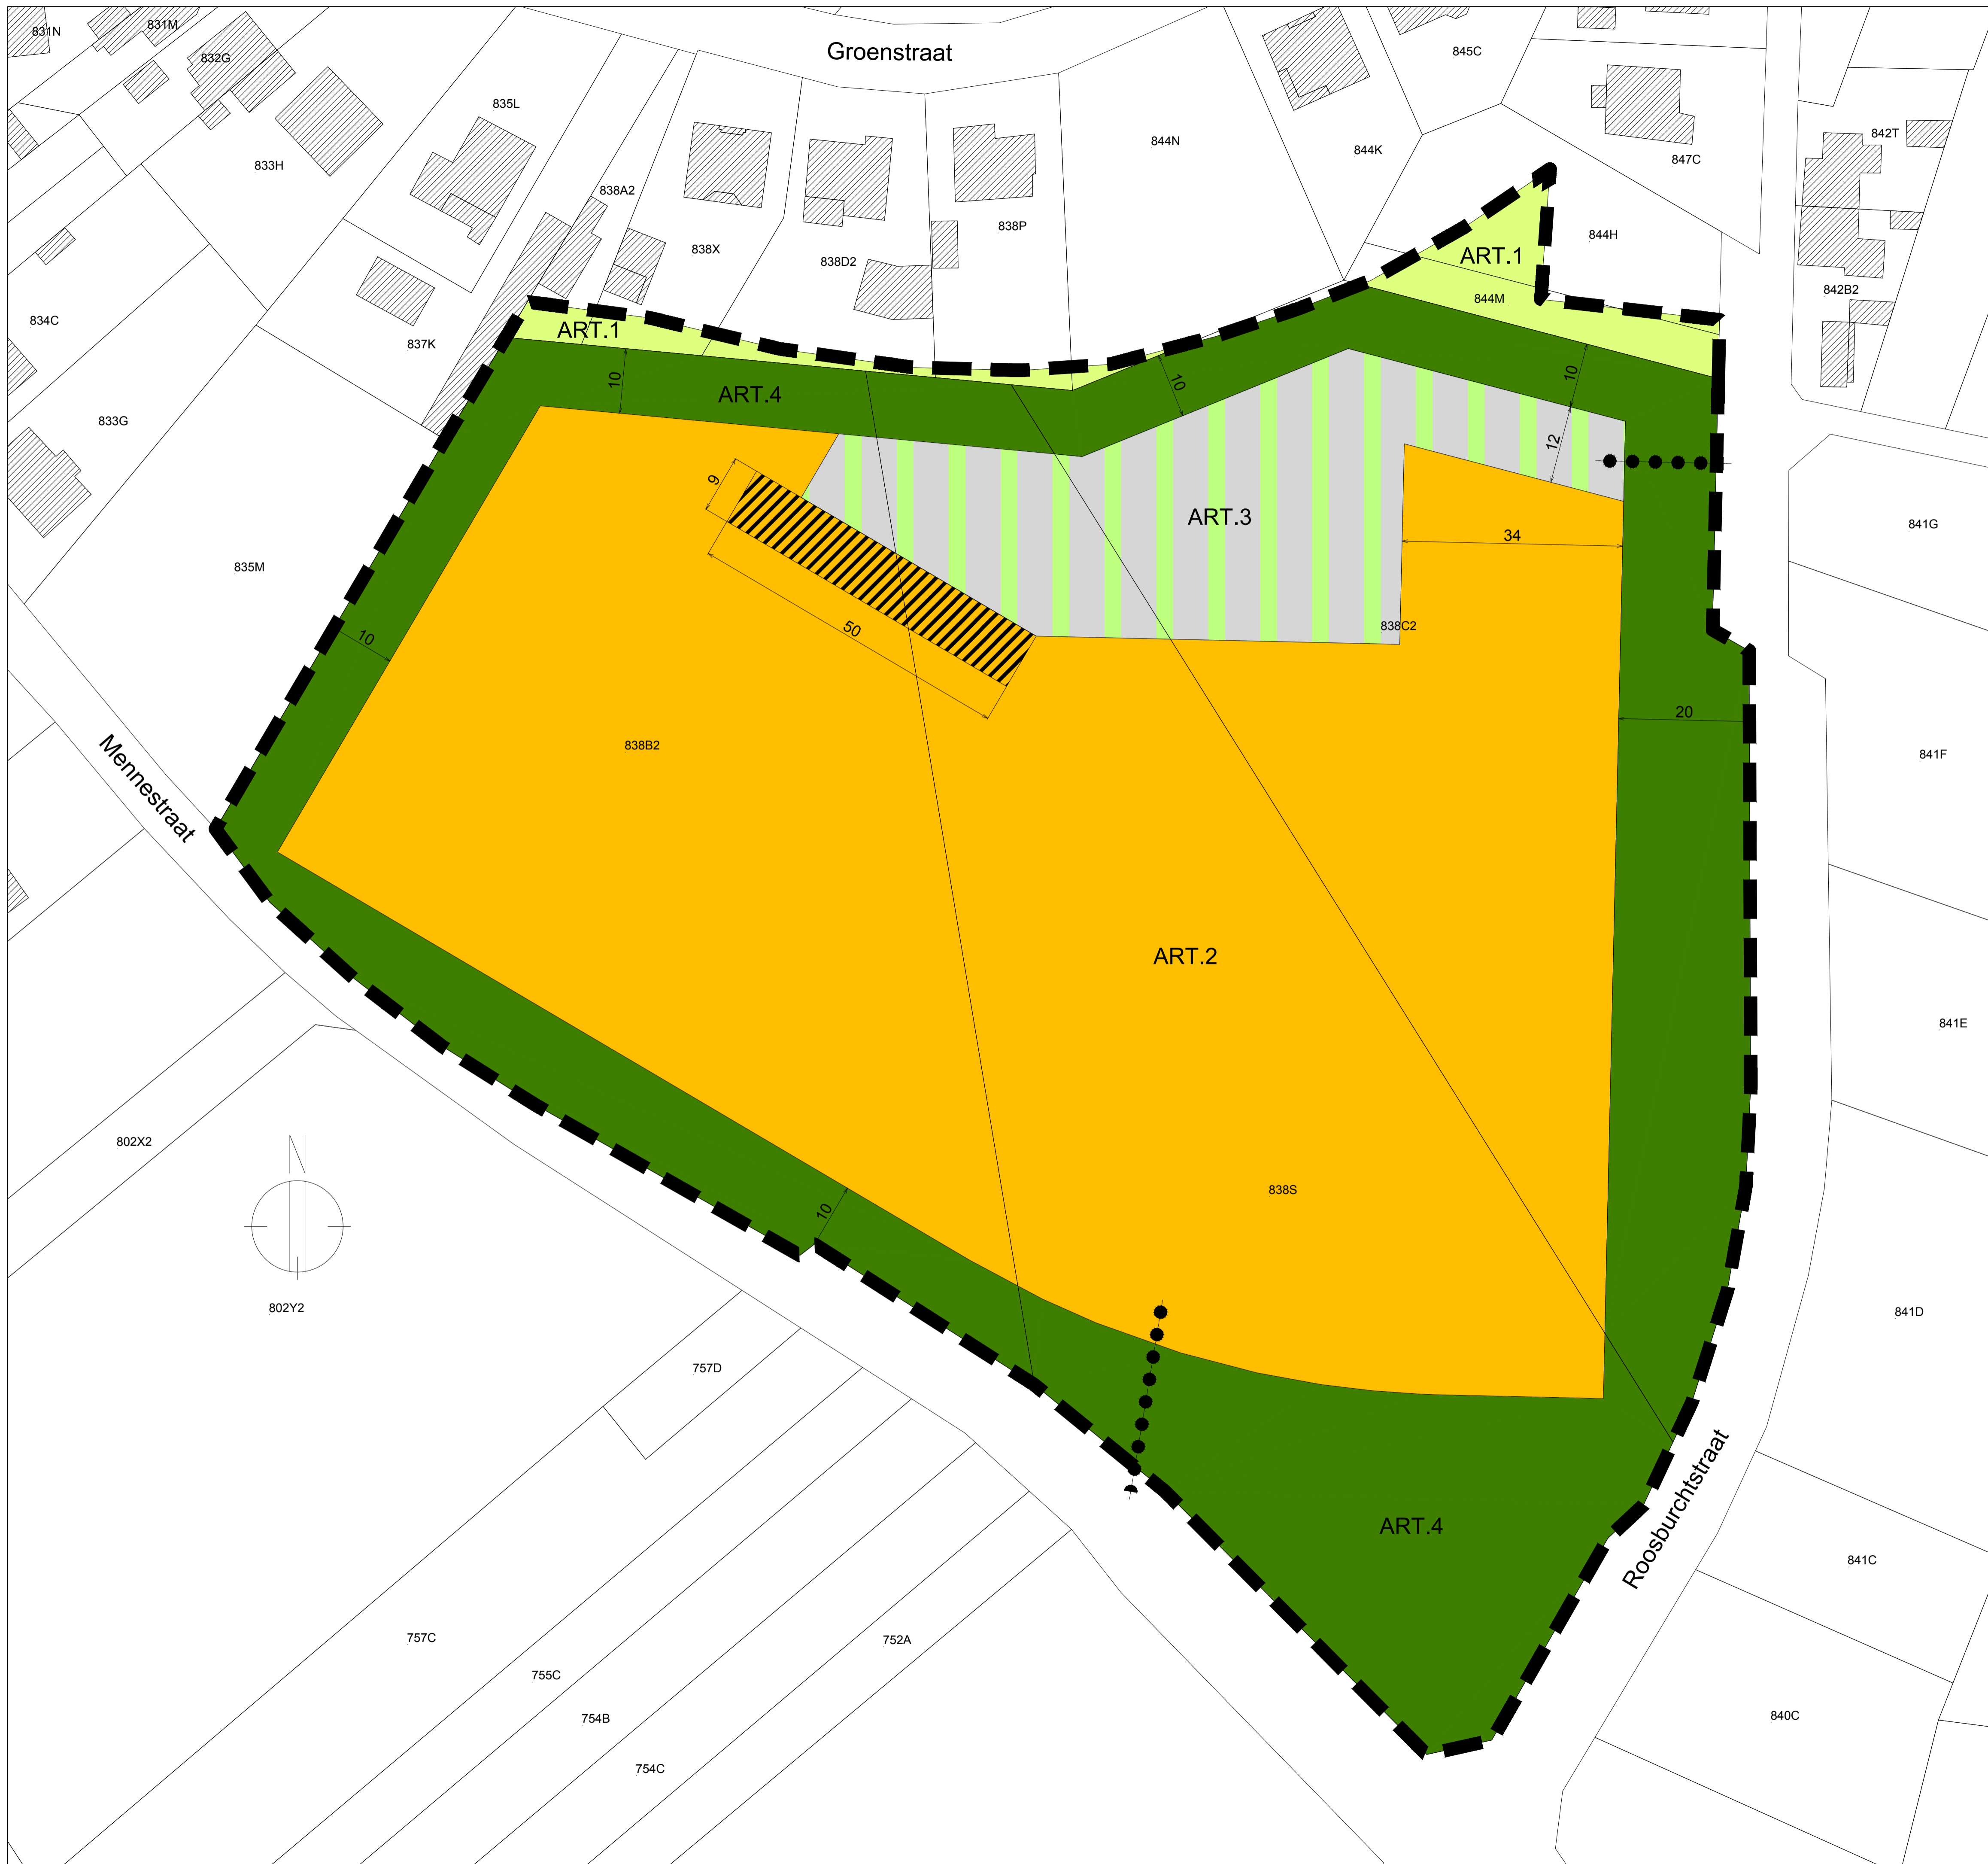 831N
831M
832G
Groenstraat
845C
835L
833H
838A2
838X
838D2
838P
844N
844K
847C
842T
844H
ART.1
844M
842B2
834C
837K
ART.1
10
ART.4
10
10
12
833G
9
ART.3
34
841G
835M
10
50
838C2
838B2
20
841F
Mennestraat
ART.2
841E
802X2
N
838S
10
802Y2
757D
841D
Roosburchtstraat
ART.4
841C
757C
755C
752A
754B
754C
840C